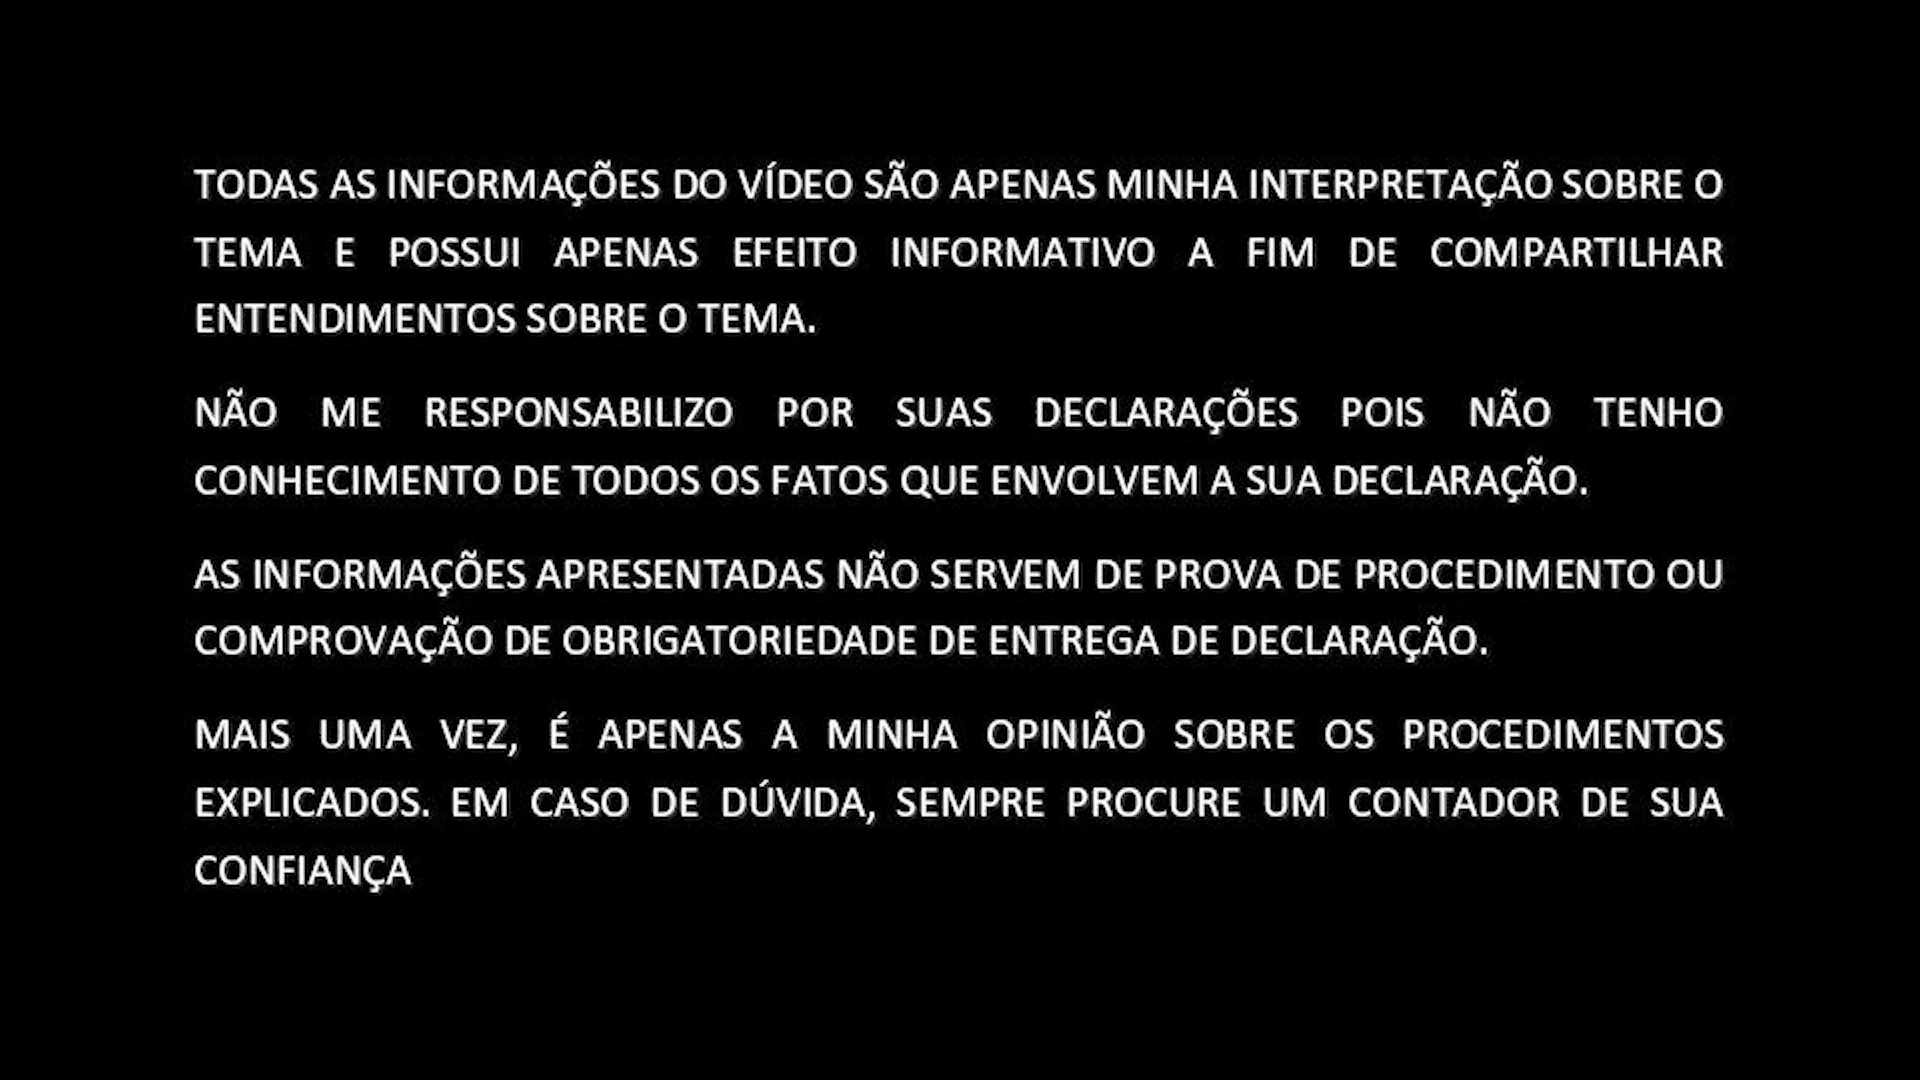 TODAS AS INFORMAÇÕES DO VÍDEO SÃO APENAS MINHA INTERPRETAÇÃO SOBRE O
TEMA E POSSUI APENAS EFEITO INFORMATIVO A FIM DE COMPARTILHAR
ENTENDIMENTOS SOBRE O TEMA.
NÃO ME RESPONSABILIZO POR SUAS DECLARAÇÕES POIS NÃO TENHO
CONHECIMENTO DE TODOS OS FATOS QUE ENVOLVEM A SUA DECLARAÇÃO.
AS INFORMAÇÕES APRESENTADAS NÃO SERVEM DE PROVA DE PROCEDIMENTO OU
COMPROVAÇÃO DE OBRIGATORIEDADE DE ENTREGA DE DECLARAÇÃO.
MAIS UMA VEZ, É APENAS A MINHA OPINIÃO SOBRE OS PROCEDIMENTOS
EXPLICADOS. EM CASO DE DÚVIDA, SEMPRE PROCURE UM CONTADOR DE SUA
CONFIANÇA